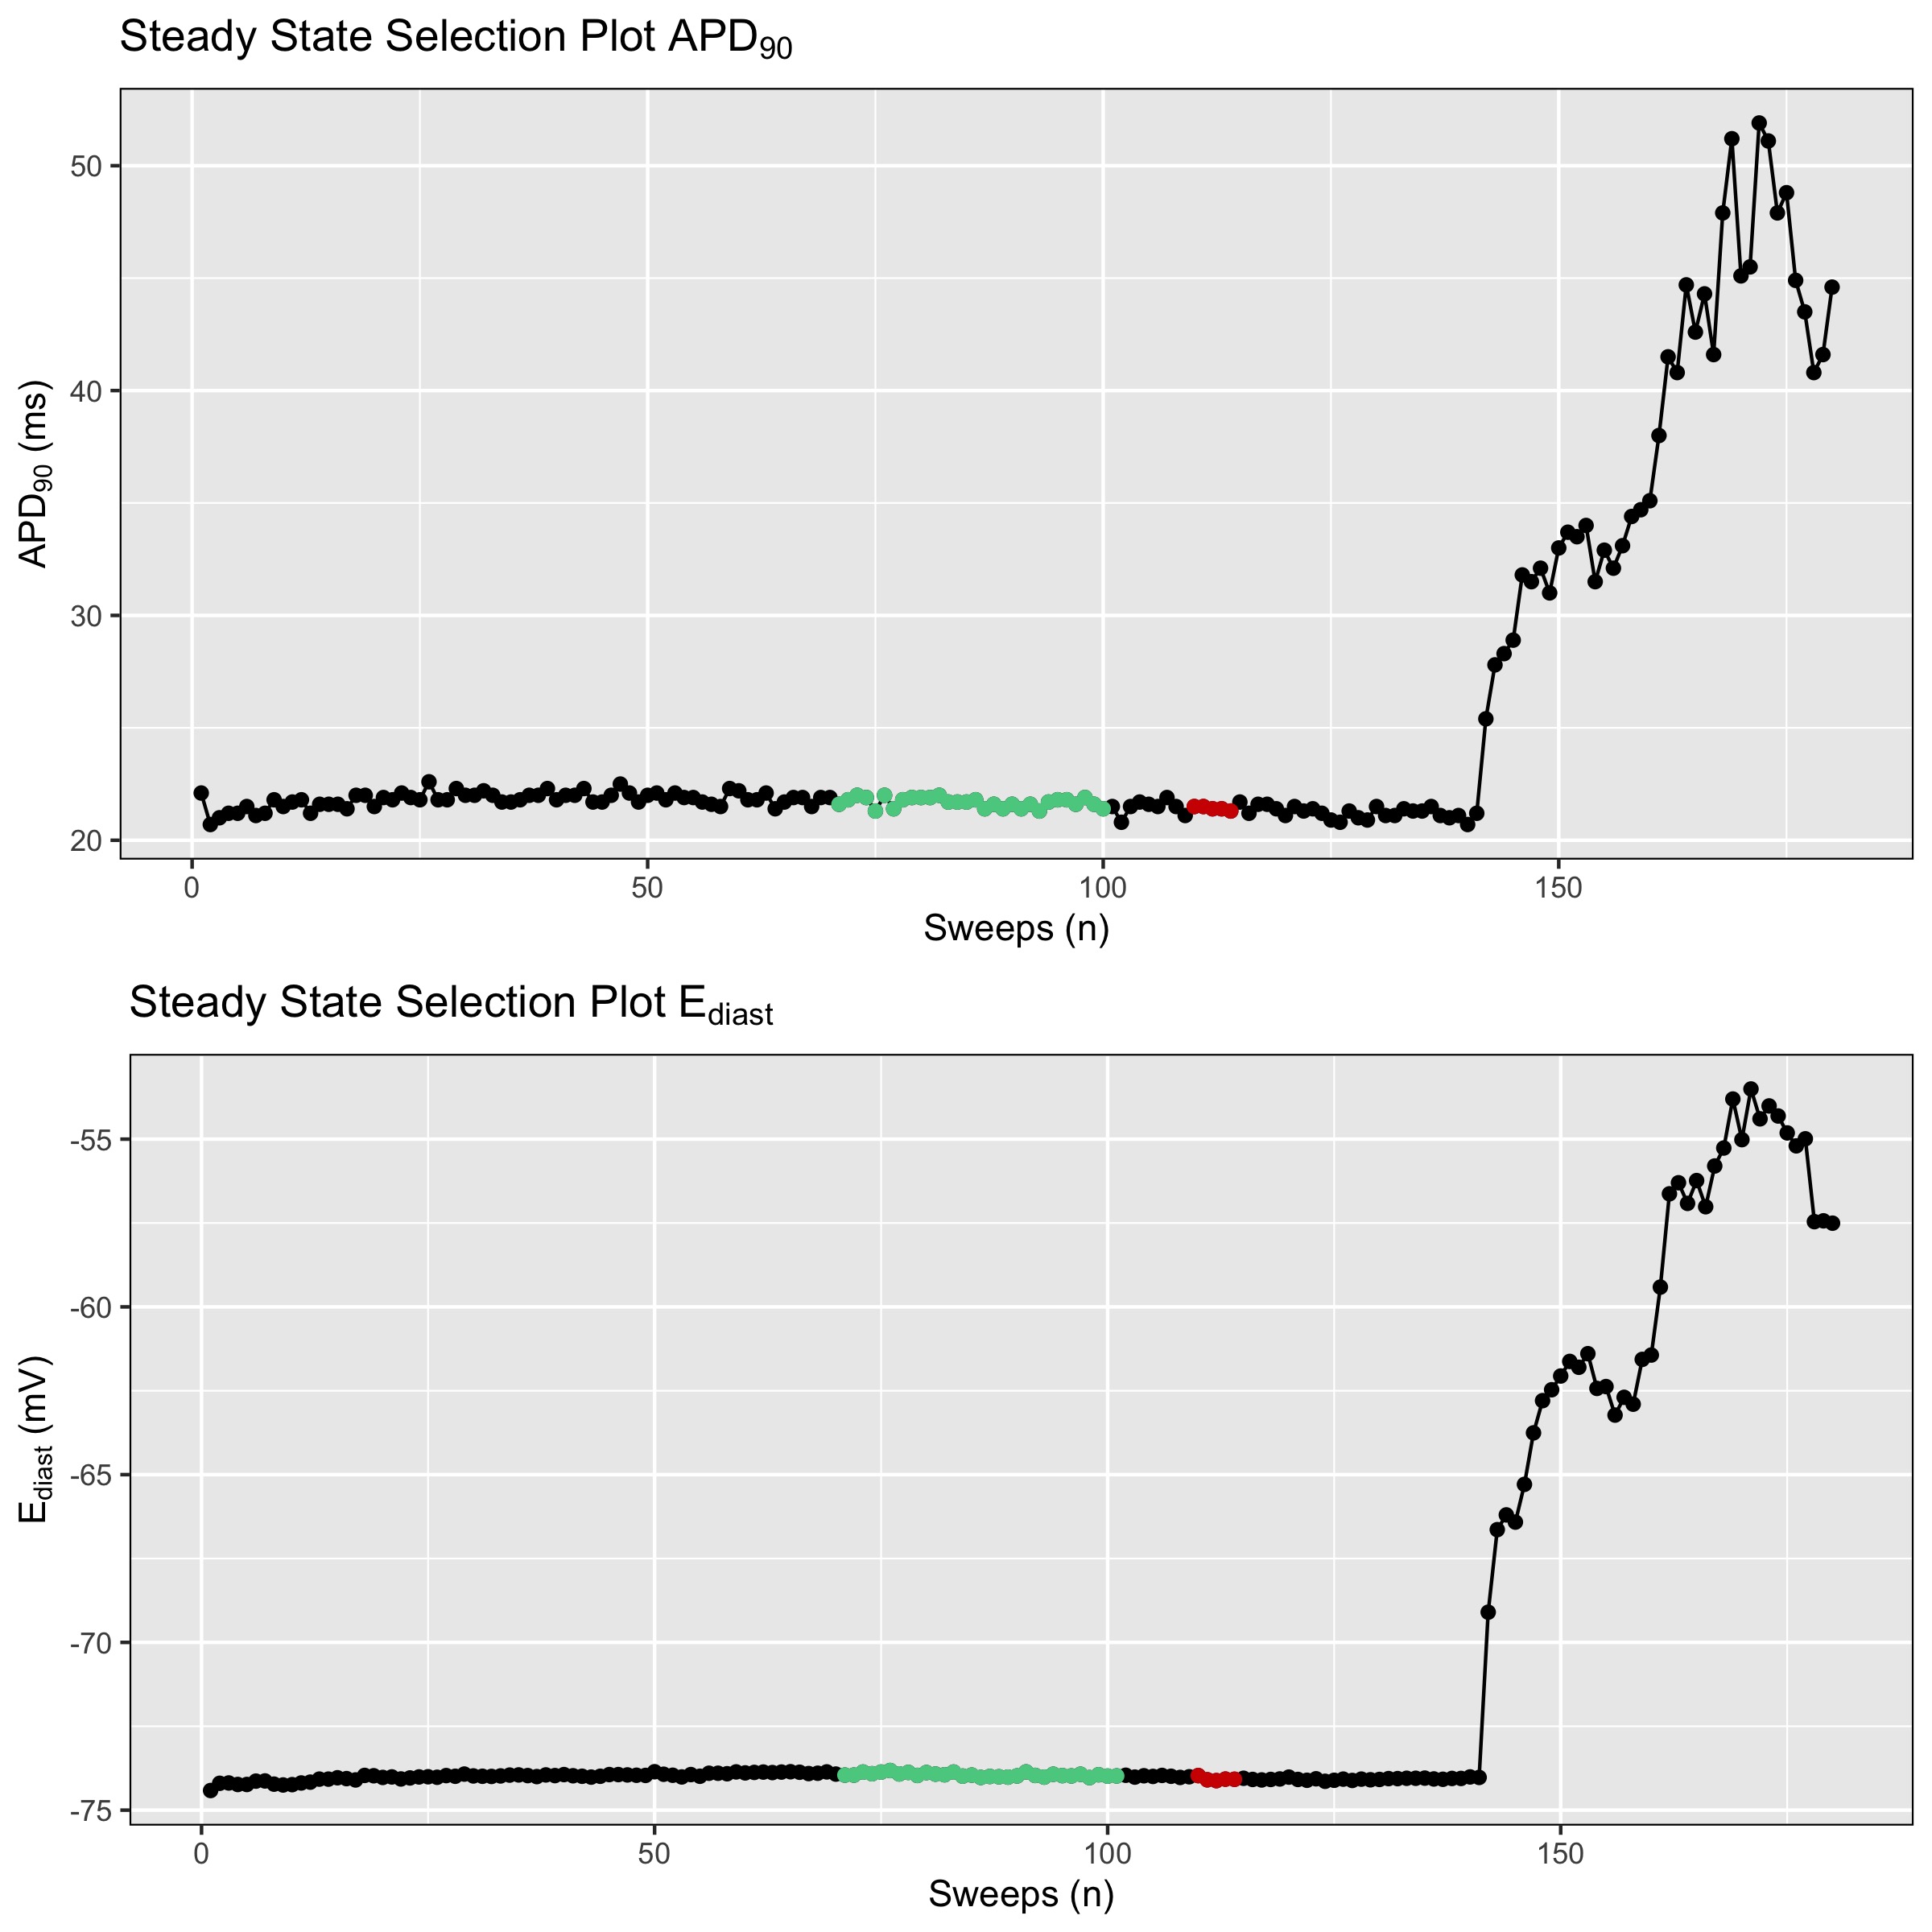 Steady State Selection Plot APD90
50
40
30
20
APD90 (ms)
0 50 100 150
Sweeps (n)
Steady State Selection Plot Ediast
-55
-60
-65
-70
-75
Ediast (mV)
0 50 100 150
Sweeps (n)